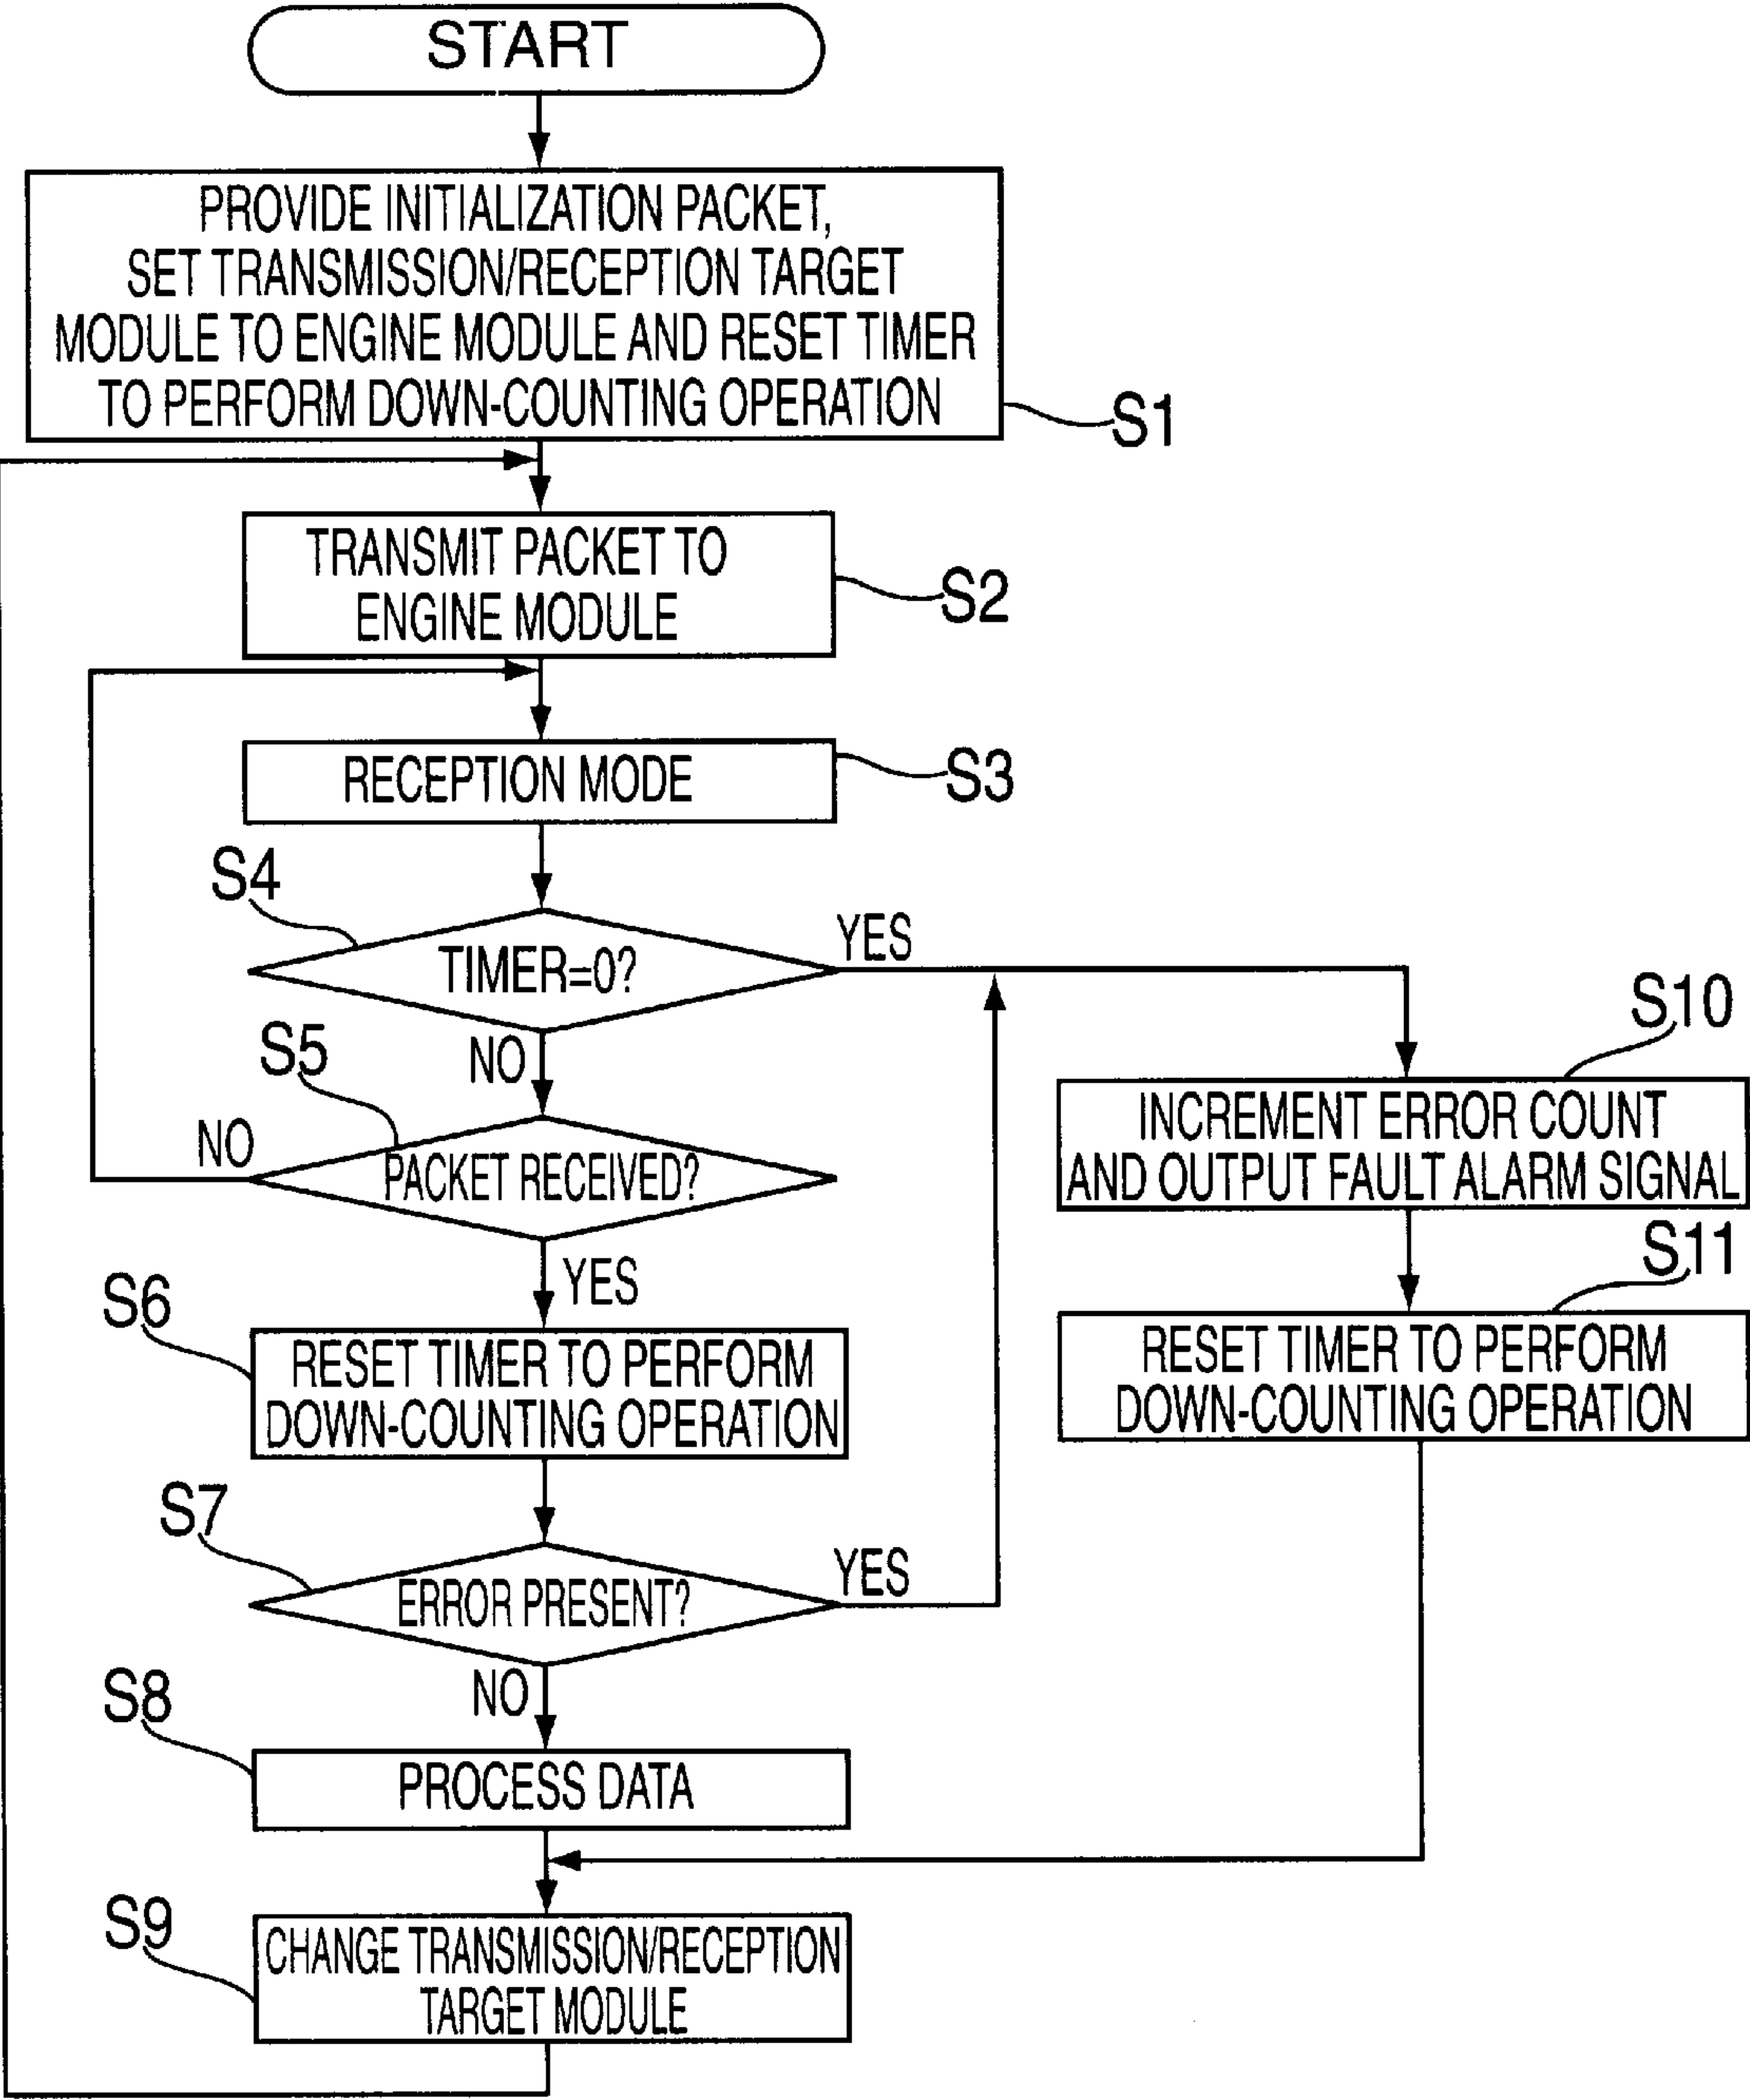 START
PROVIDE INITIALIZATION PACKET,
SET TRANSMISSION/RECEPTION TARGET
MODULE TO ENGINE MODULE AND RESET TIMER
TO PERFORM DOWN-COUNTING OPERATION
S1
TRANSMIT PACKET TO
ENGINE MODULE
S2
RECEPTION MODE
S3
S4
TIMER=0?
YES
NO
S5
PACKET RECEIVED?
NO
YES
S6
RESET TIMER TO PERFORM
DOWN-COUNTING OPERATION
S7
ERROR PRESENT?
YES
NO
S8
PROCESS DATA
S9
CHANGE TRANSMISSION/RECEPTION
TARGET MODULE
S10
INCREMENT ERROR COUNT
AND OUTPUT FAULT ALARM SIGNAL
S11
RESET TIMER TO PERFORM
DOWN-COUNTING OPERATION